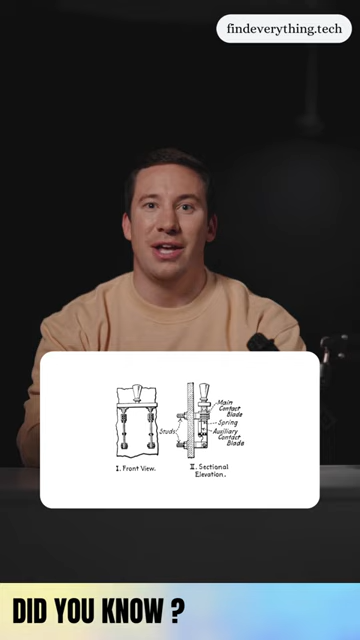 findeverything.tech
Main
Contact
Blade
Spring
Studs
Auxiliary
Contact
Blade
I. Front View.
II. Sectional
Elevation.
DID YOU KNOW ?